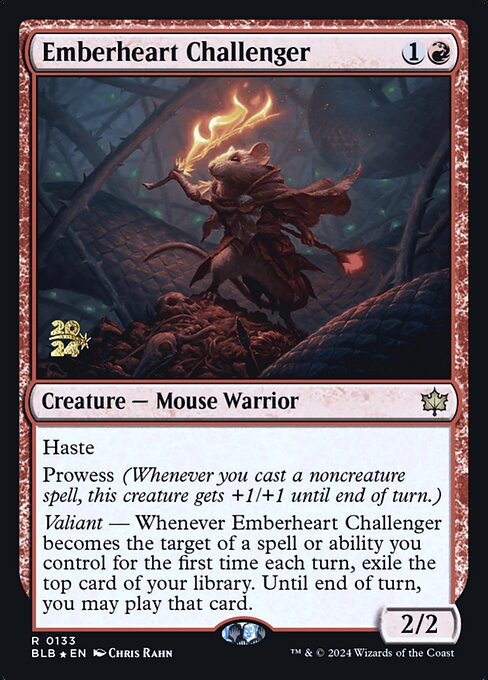 Emberheart Challenger 1
2024
Creature — Mouse Warrior
Haste
Prowess (Whenever you cast a noncreature
spell, this creature gets +1/+1 until end of turn.)
Valiant — Whenever Emberheart Challenger
becomes the target of a spell or ability you
control for the first time each turn, exile the
top card of your library. Until end of turn,
you may play that card.
2/2
R 0133
BLB ★ EN Chris Rahn
™ & © 2024 Wizards of the Coast